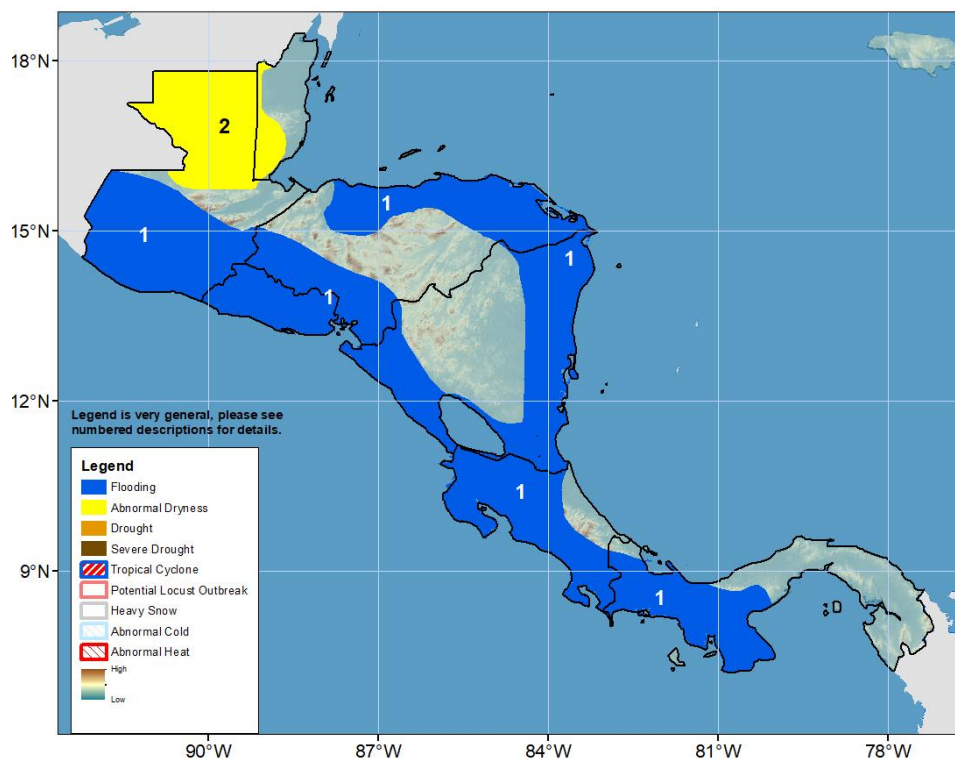 18°N
2
1
15°N
1
1
1
12°N
Legend is very general, please see
numbered descriptions for details.
Legend
Flooding
Abnormal Dryness
Drought
Severe Drought
Tropical Cyclone
Potential Locust Outbreak
Heavy Snow
Abnormal Cold
Abnormal Heat
High
Low
1
9°N
1
90°W 87°W 84°W 81°W 78°W